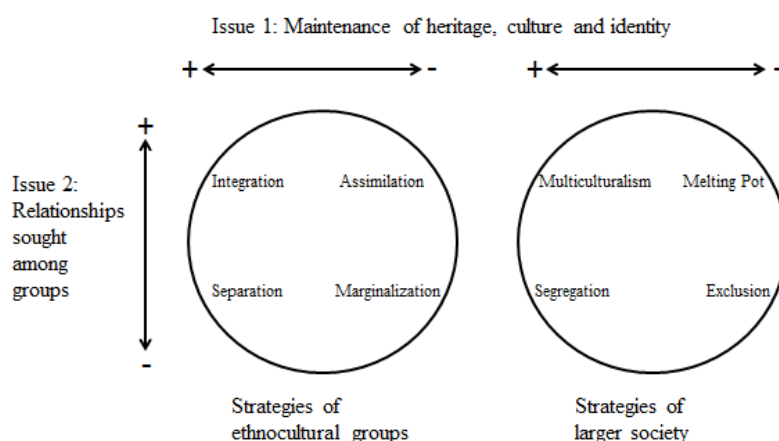 Issue 1: Maintenance of heritage, culture and identity
+ - + -
+
Issue 2:
Relationships
sought
among
groups
-
Integration Assimilation
Separation Marginalization
Multiculturalism Melting Pot
Segregation Exclusion
Strategies of
ethnocultural groups
Strategies of
larger society